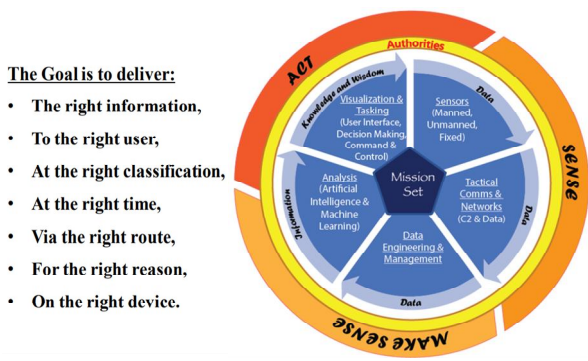 The Goal is to deliver:
• The right information,
• To the right user,
• At the right classification,
• At the right time,
• Via the right route,
• For the right reason,
• On the right device.
Authorities
ACT
SENSE
MAKE SENSE
Knowledge and Wisdom
Data
Data
Data
Information
Visualization &
Tasking
(User Interface,
Decision Making,
Command &
Control)
Sensors
(Manned,
Unmanned,
Fixed)
Tactical
Comms &
Networks
(C2 & Data)
Data
Engineering &
Management
Analysis
(Artificial
Intelligence &
Machine
Learning)
Mission
Set